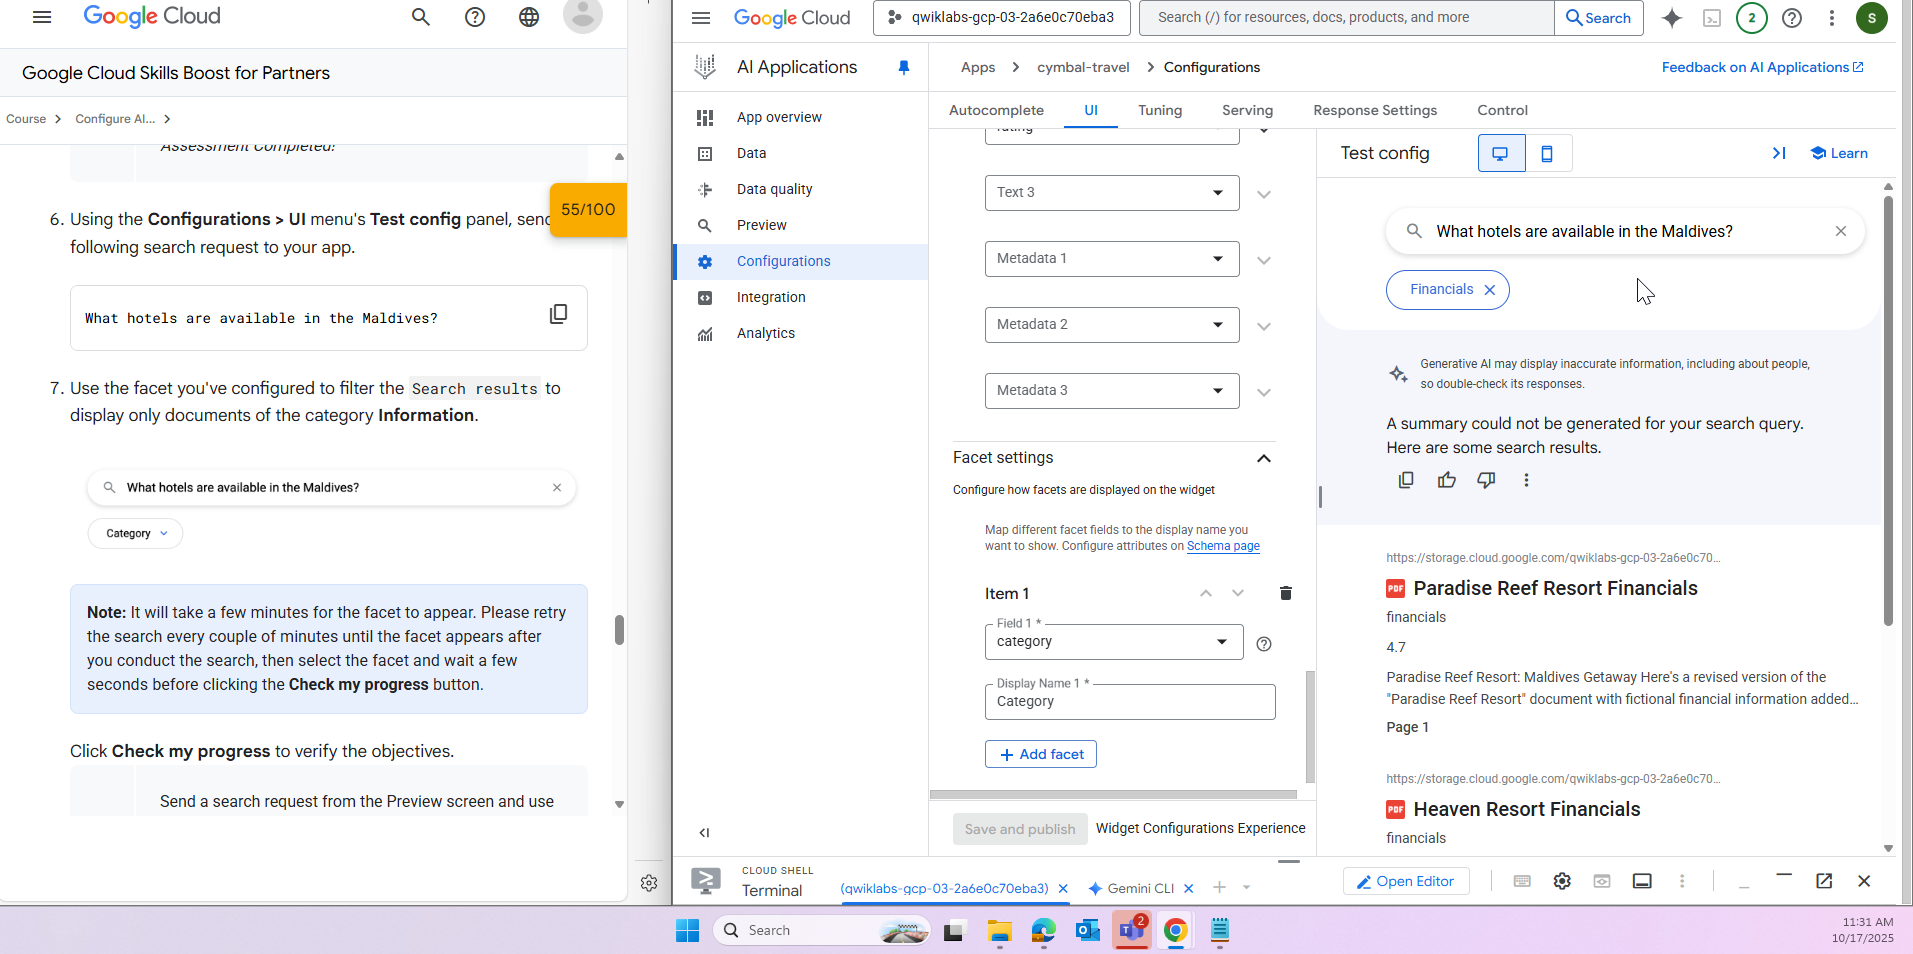 Google Cloud
Google Cloud Skills Boost for Partners
Course
Configure AI...
Assessment Completed!
55/100
6. Using the Configurations > UI menu's Test config panel, send
following search request to your app.
What hotels are available in the Maldives?
7. Use the facet you've configured to filter the Search results to
display only documents of the category Information.
What hotels are available in the Maldives?
Category
Note: It will take a few minutes for the facet to appear. Please retry
the search every couple of minutes until the facet appears after
you conduct the search, then select the facet and wait a few
seconds before clicking the Check my progress button.
Click Check my progress to verify the objectives.
Send a search request from the Preview screen and use
Google Cloud
qwiklabs-gcp-03-2a6e0c70eba3
Search (/) for resources, docs, products, and more
Search
2
S
AI Applications
Apps
cymbal-travel
Configurations
Feedback on AI Applications
App overview
Data
Data quality
Preview
Configurations
Integration
Analytics
Autocomplete
UI
Tuning
Serving
Response Settings
Control
rating
Text 3
Metadata 1
Metadata 2
Metadata 3
Facet settings
Configure how facets are displayed on the widget
Map different facet fields to the display name you
want to show. Configure attributes on Schema page
Item 1
Field 1 *
category
Display Name 1 *
Category
Add facet
Save and publish
Widget Configurations Experience
Test config
Learn
What hotels are available in the Maldives?
Financials
Generative AI may display inaccurate information, including about people,
so double-check its responses.
A summary could not be generated for your search query.
Here are some search results.
https://storage.cloud.google.com/qwiklabs-gcp-03-2a6e0c70...
PDF Paradise Reef Resort Financials
financials
4.7
Paradise Reef Resort: Maldives Getaway Here's a revised version of the
"Paradise Reef Resort" document with fictional financial information added...
Page 1
https://storage.cloud.google.com/qwiklabs-gcp-03-2a6e0c70...
PDF Heaven Resort Financials
financials
CLOUD SHELL
Terminal
(qwiklabs-gcp-03-2a6e0c70eba3)
Gemini CLI
Open Editor
Search
2
11:31 AM
10/17/2025